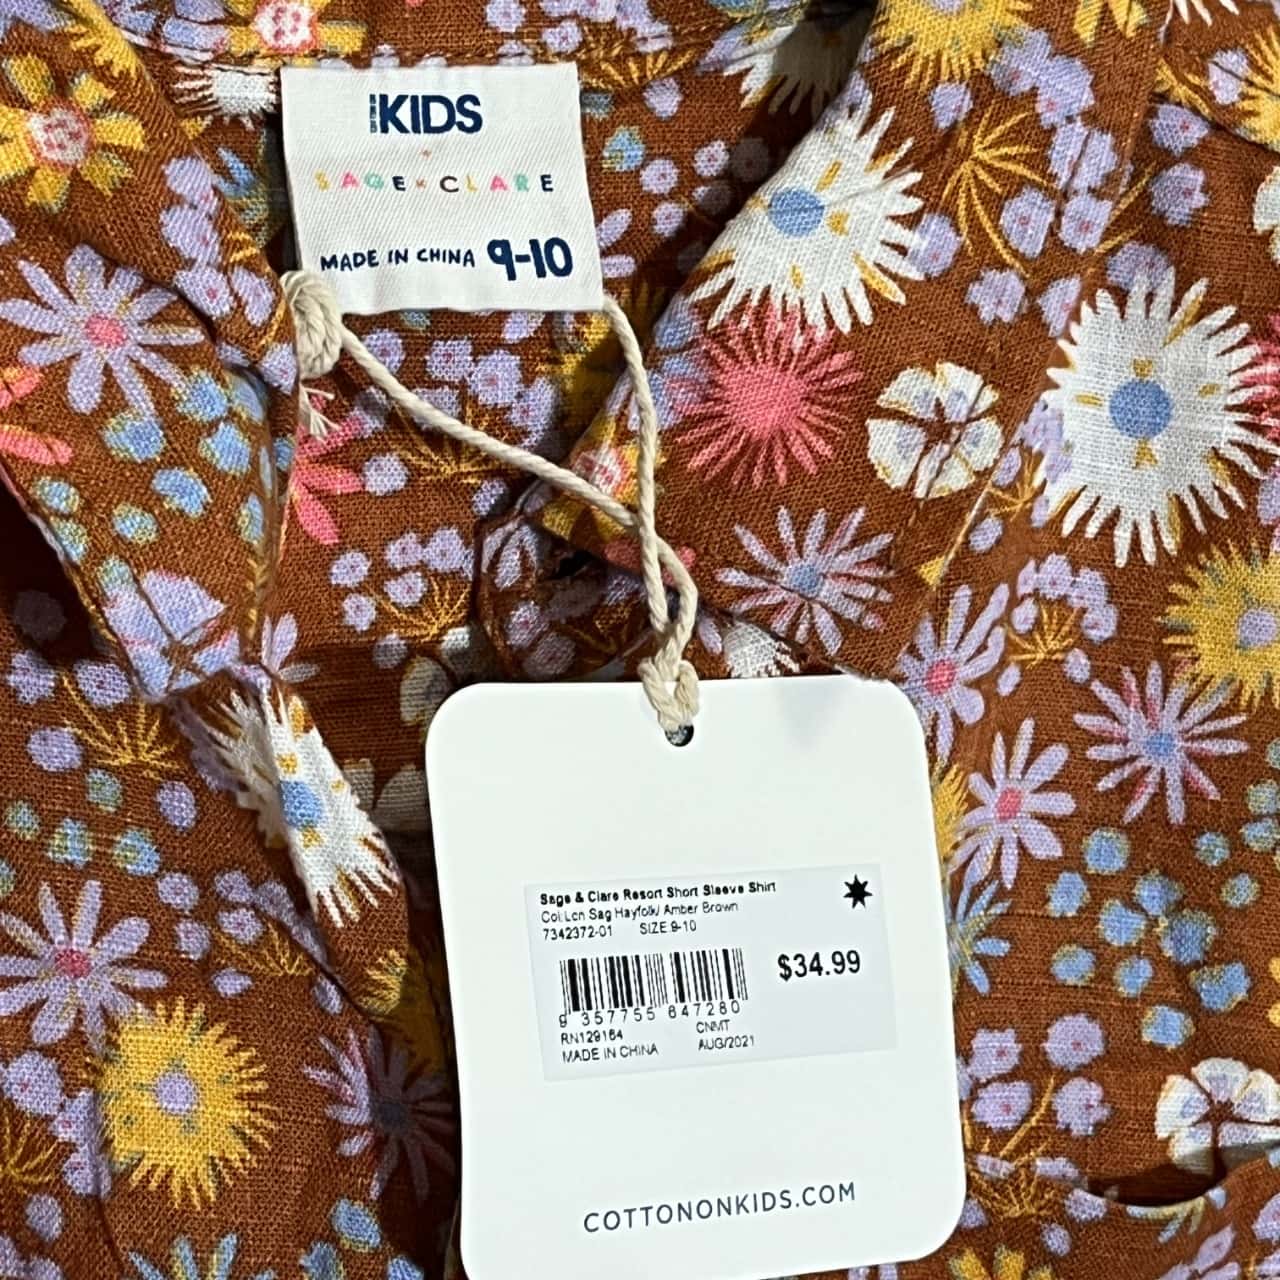 KIDS
SAGE × CLARE
MADE IN CHINA 9-10
Sage & Clare Resort Short Sleeve Shirt
Col:Lcn Sag Hayfolk/ Amber Brown
7342372-01 SIZE:9-10
$34.99
9 357755 647280
RN129164 CNMT
MADE IN CHINA AUG/2021
COTTONONKIDS.COM